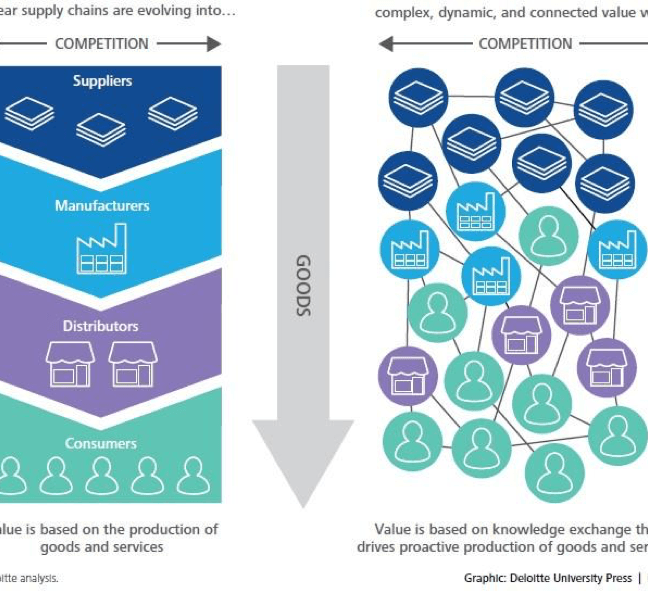 ear supply chains are evolving into...
complex, dynamic, and connected value w
COMPETITION
COMPETITION
Suppliers
Manufacturers
Distributors
Consumers
GOODS
alue is based on the production of
goods and services
Value is based on knowledge exchange th
drives proactive production of goods and ser
oitte analysis.
Graphic: Deloitte University Press |